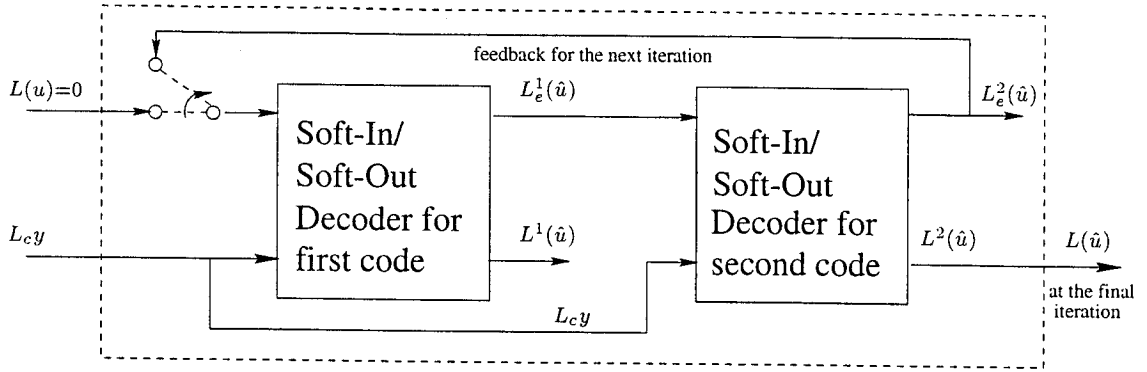 feedback for the next iteration
L(u)=0
L_e^1(û)
L_e^2(û)
Soft-In/
Soft-Out
Decoder for
first code
Soft-In/
Soft-Out
Decoder for
second code
L_c y
L^1(û)
L^2(û)
L(û)
L_c y
at the final
iteration